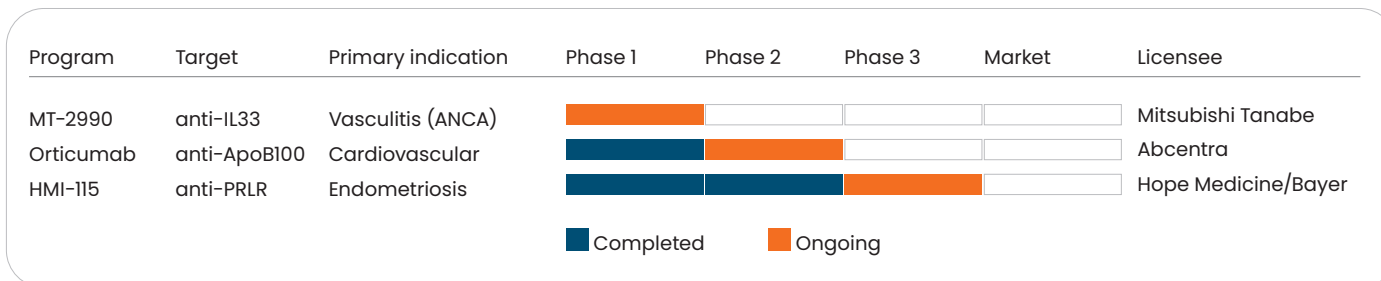 Program Target Primary indication Phase 1 Phase 2 Phase 3 Market Licensee
MT-2990 anti-IL33 Vasculitis (ANCA) Mitsubishi Tanabe
Orticumab anti-ApoB100 Cardiovascular Abcentra
HMI-115 anti-PRLR Endometriosis Hope Medicine/Bayer
Completed Ongoing